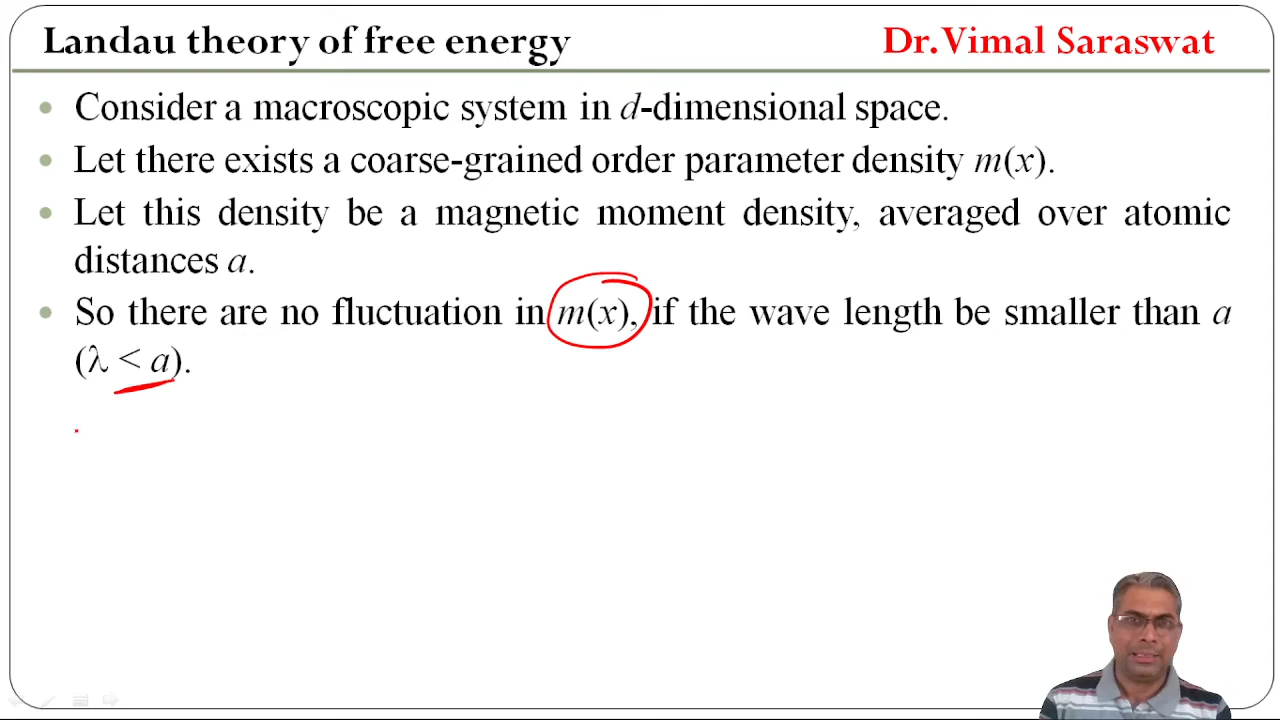 Landau theory of free energy Dr. Vimal Saraswat
• Consider a macroscopic system in d-dimensional space.
• Let there exists a coarse-grained order parameter density m(x).
• Let this density be a magnetic moment density, averaged over atomic
distances a.
• So there are no fluctuation in m(x), if the wave length be smaller than a
(λ < a).